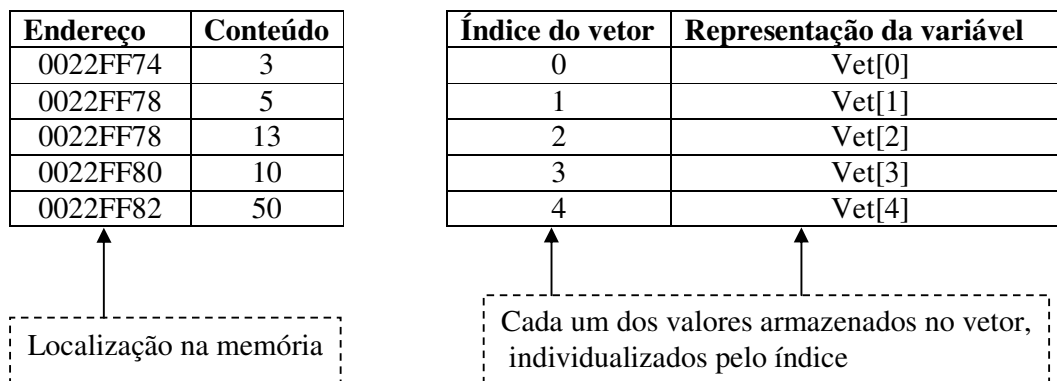 Endereço Conteúdo
0022FF74 3
0022FF78 5
0022FF78 13
0022FF80 10
0022FF82 50
Índice do vetor Representação da variável
0 Vet[0]
1 Vet[1]
2 Vet[2]
3 Vet[3]
4 Vet[4]
Localização na memória
Cada um dos valores armazenados no vetor,
individualizados pelo índice